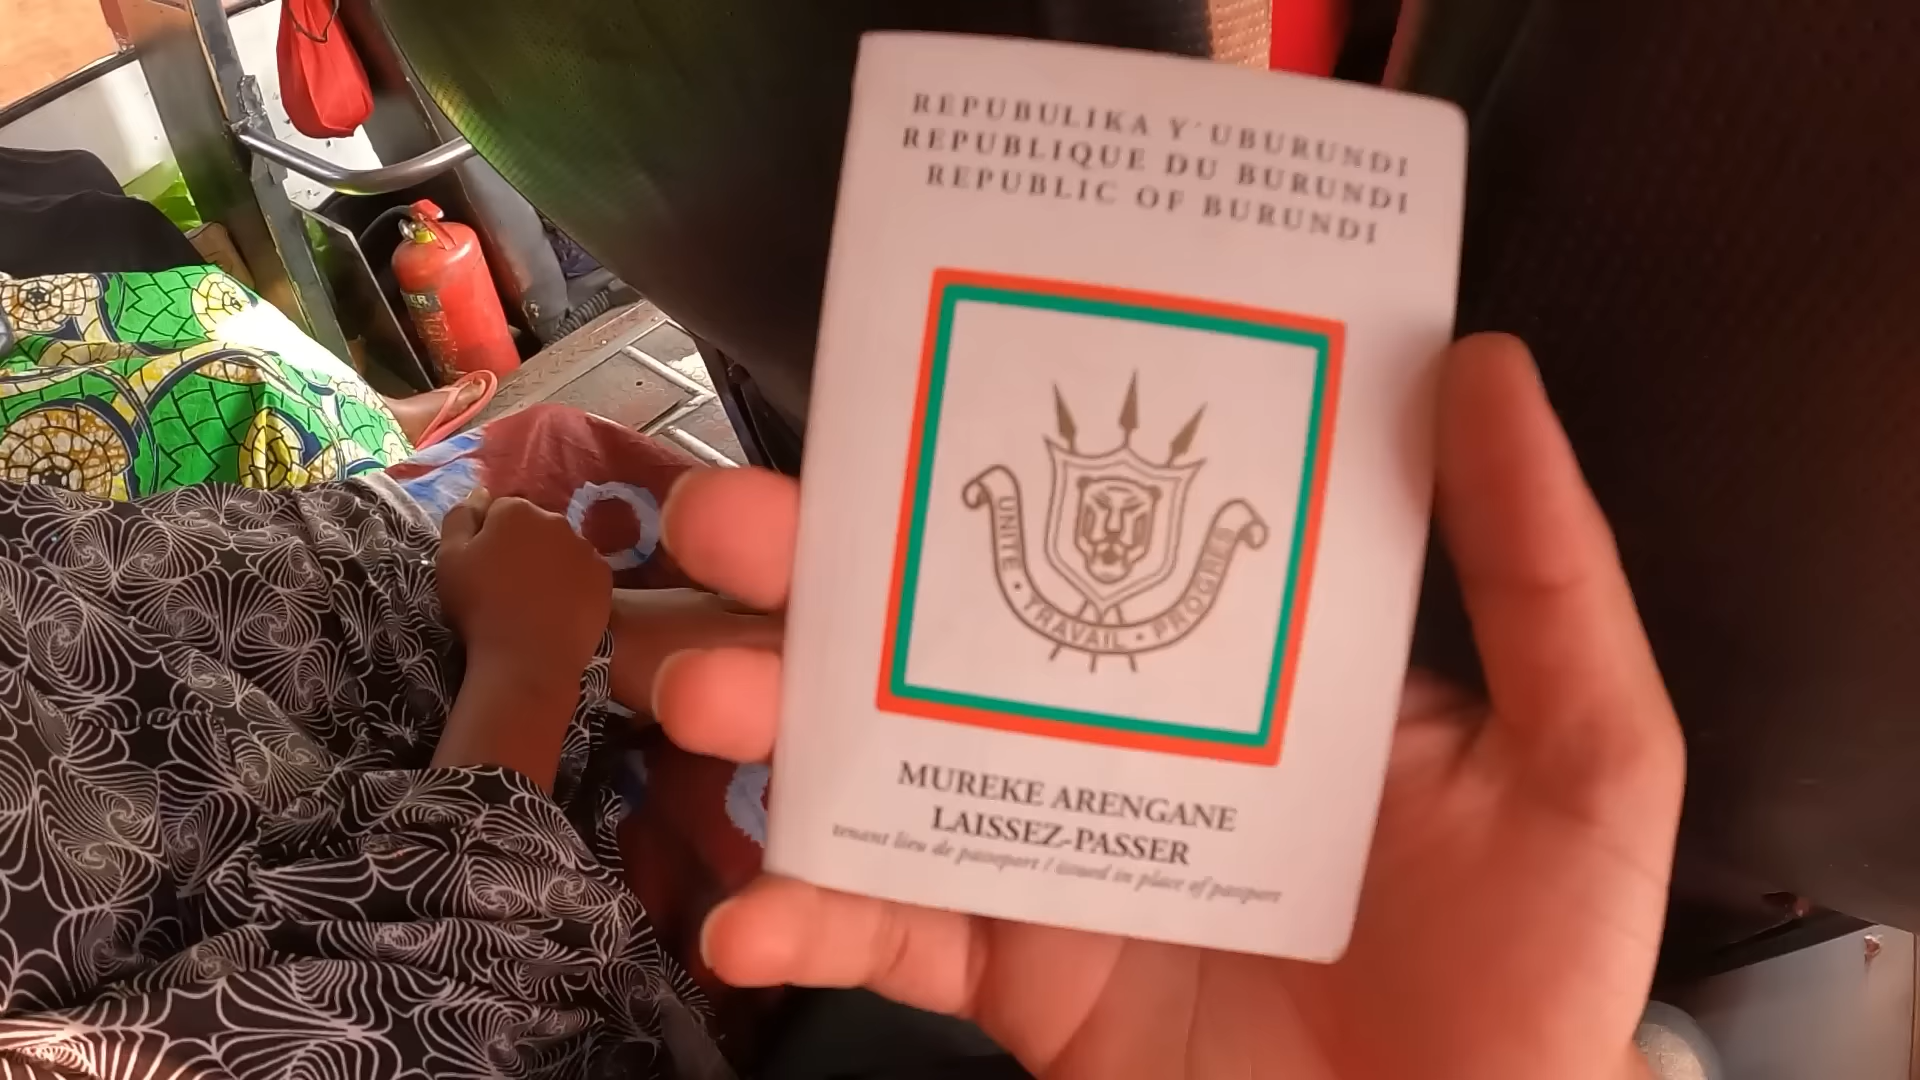 REPUBULIKA Y'UBURUNDI
REPUBLIQUE DU BURUNDI
REPUBLIC OF BURUNDI
UNITE • TRAVAIL • PROGRES
MUREKE ARENGANE
LAISSEZ-PASSER
tenant lieu de passeport / issued in place of passport